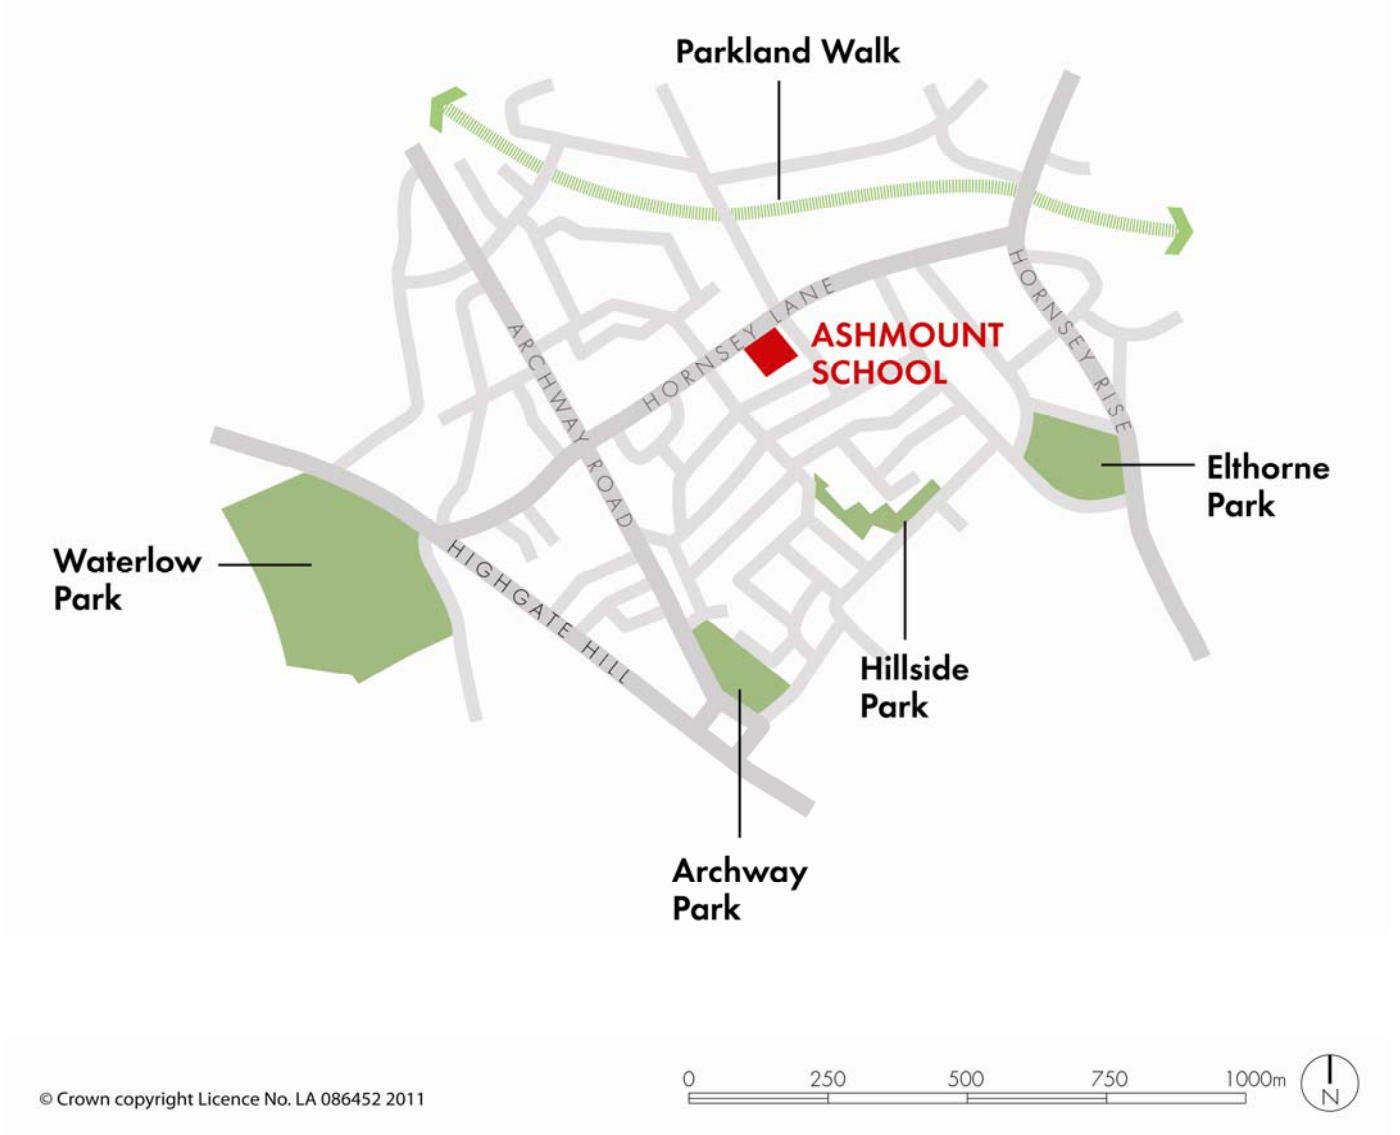 Parkland Walk
HORNSEY LANE
HORNSEY RISE
ARCHWAY ROAD
ASHMOUNT
SCHOOL
Elthorne
Park
Waterlow
Park
HIGHGATE HILL
Hillside
Park
Archway
Park
0 250 500 750 1000m
N
© Crown copyright Licence No. LA 086452 2011